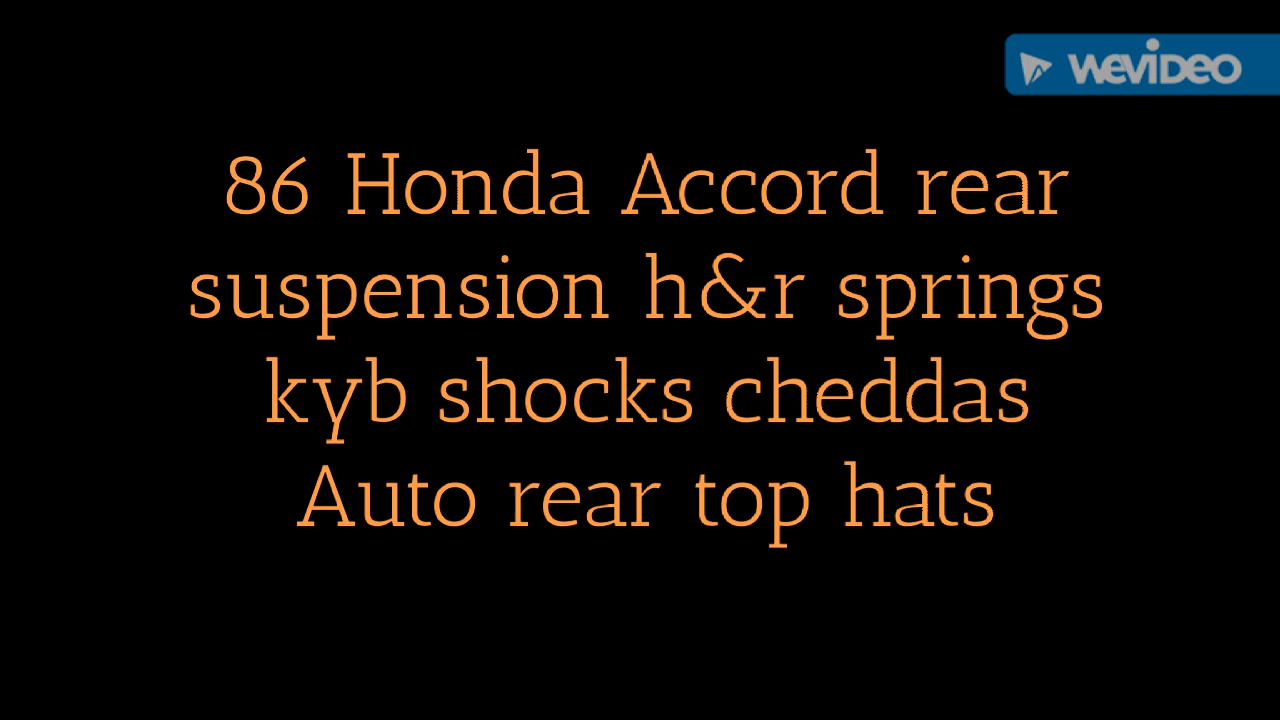 WeVideo
86 Honda Accord rear
suspension h&r springs
kyb shocks cheddas
Auto rear top hats